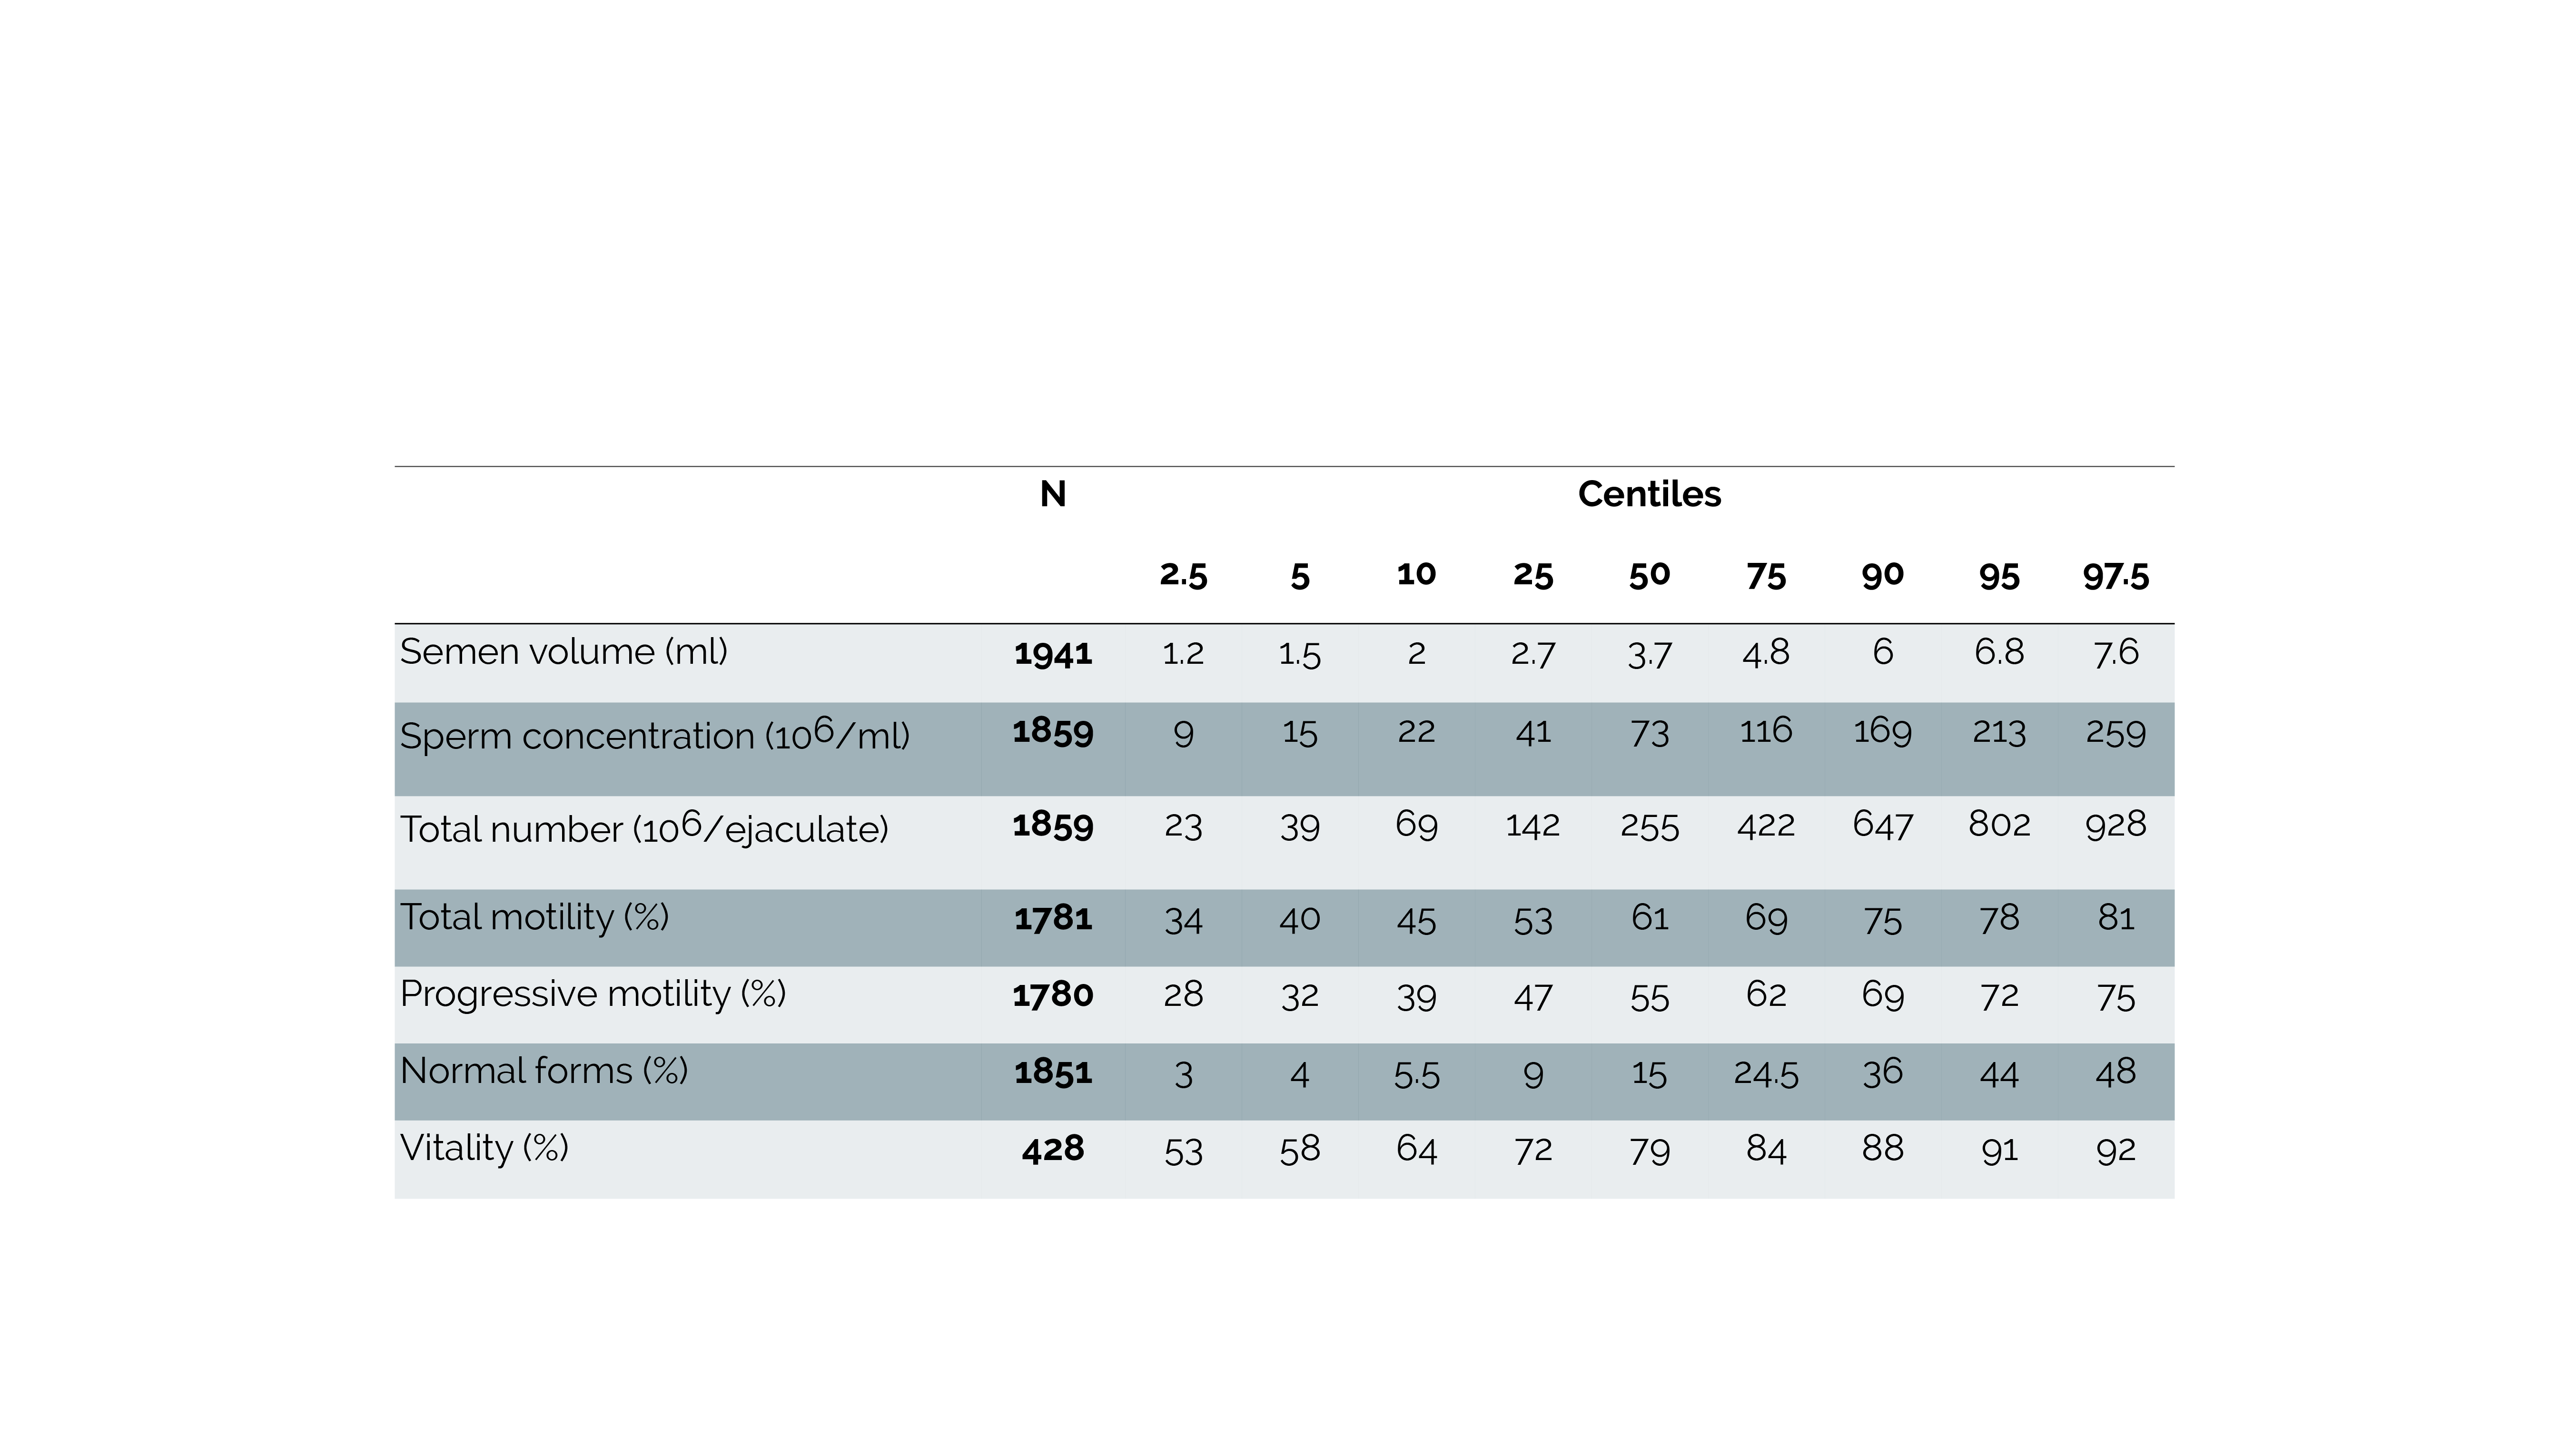 N Centiles
2.5 5 10 25 50 75 90 95 97.5
Semen volume (ml) 1941 1.2 1.5 2 2.7 3.7 4.8 6 6.8 7.6
Sperm concentration (10⁶/ml) 1859 9 15 22 41 73 116 169 213 259
Total number (10⁶/ejaculate) 1859 23 39 69 142 255 422 647 802 928
Total motility (%) 1781 34 40 45 53 61 69 75 78 81
Progressive motility (%) 1780 28 32 39 47 55 62 69 72 75
Normal forms (%) 1851 3 4 5.5 9 15 24.5 36 44 48
Vitality (%) 428 53 58 64 72 79 84 88 91 92